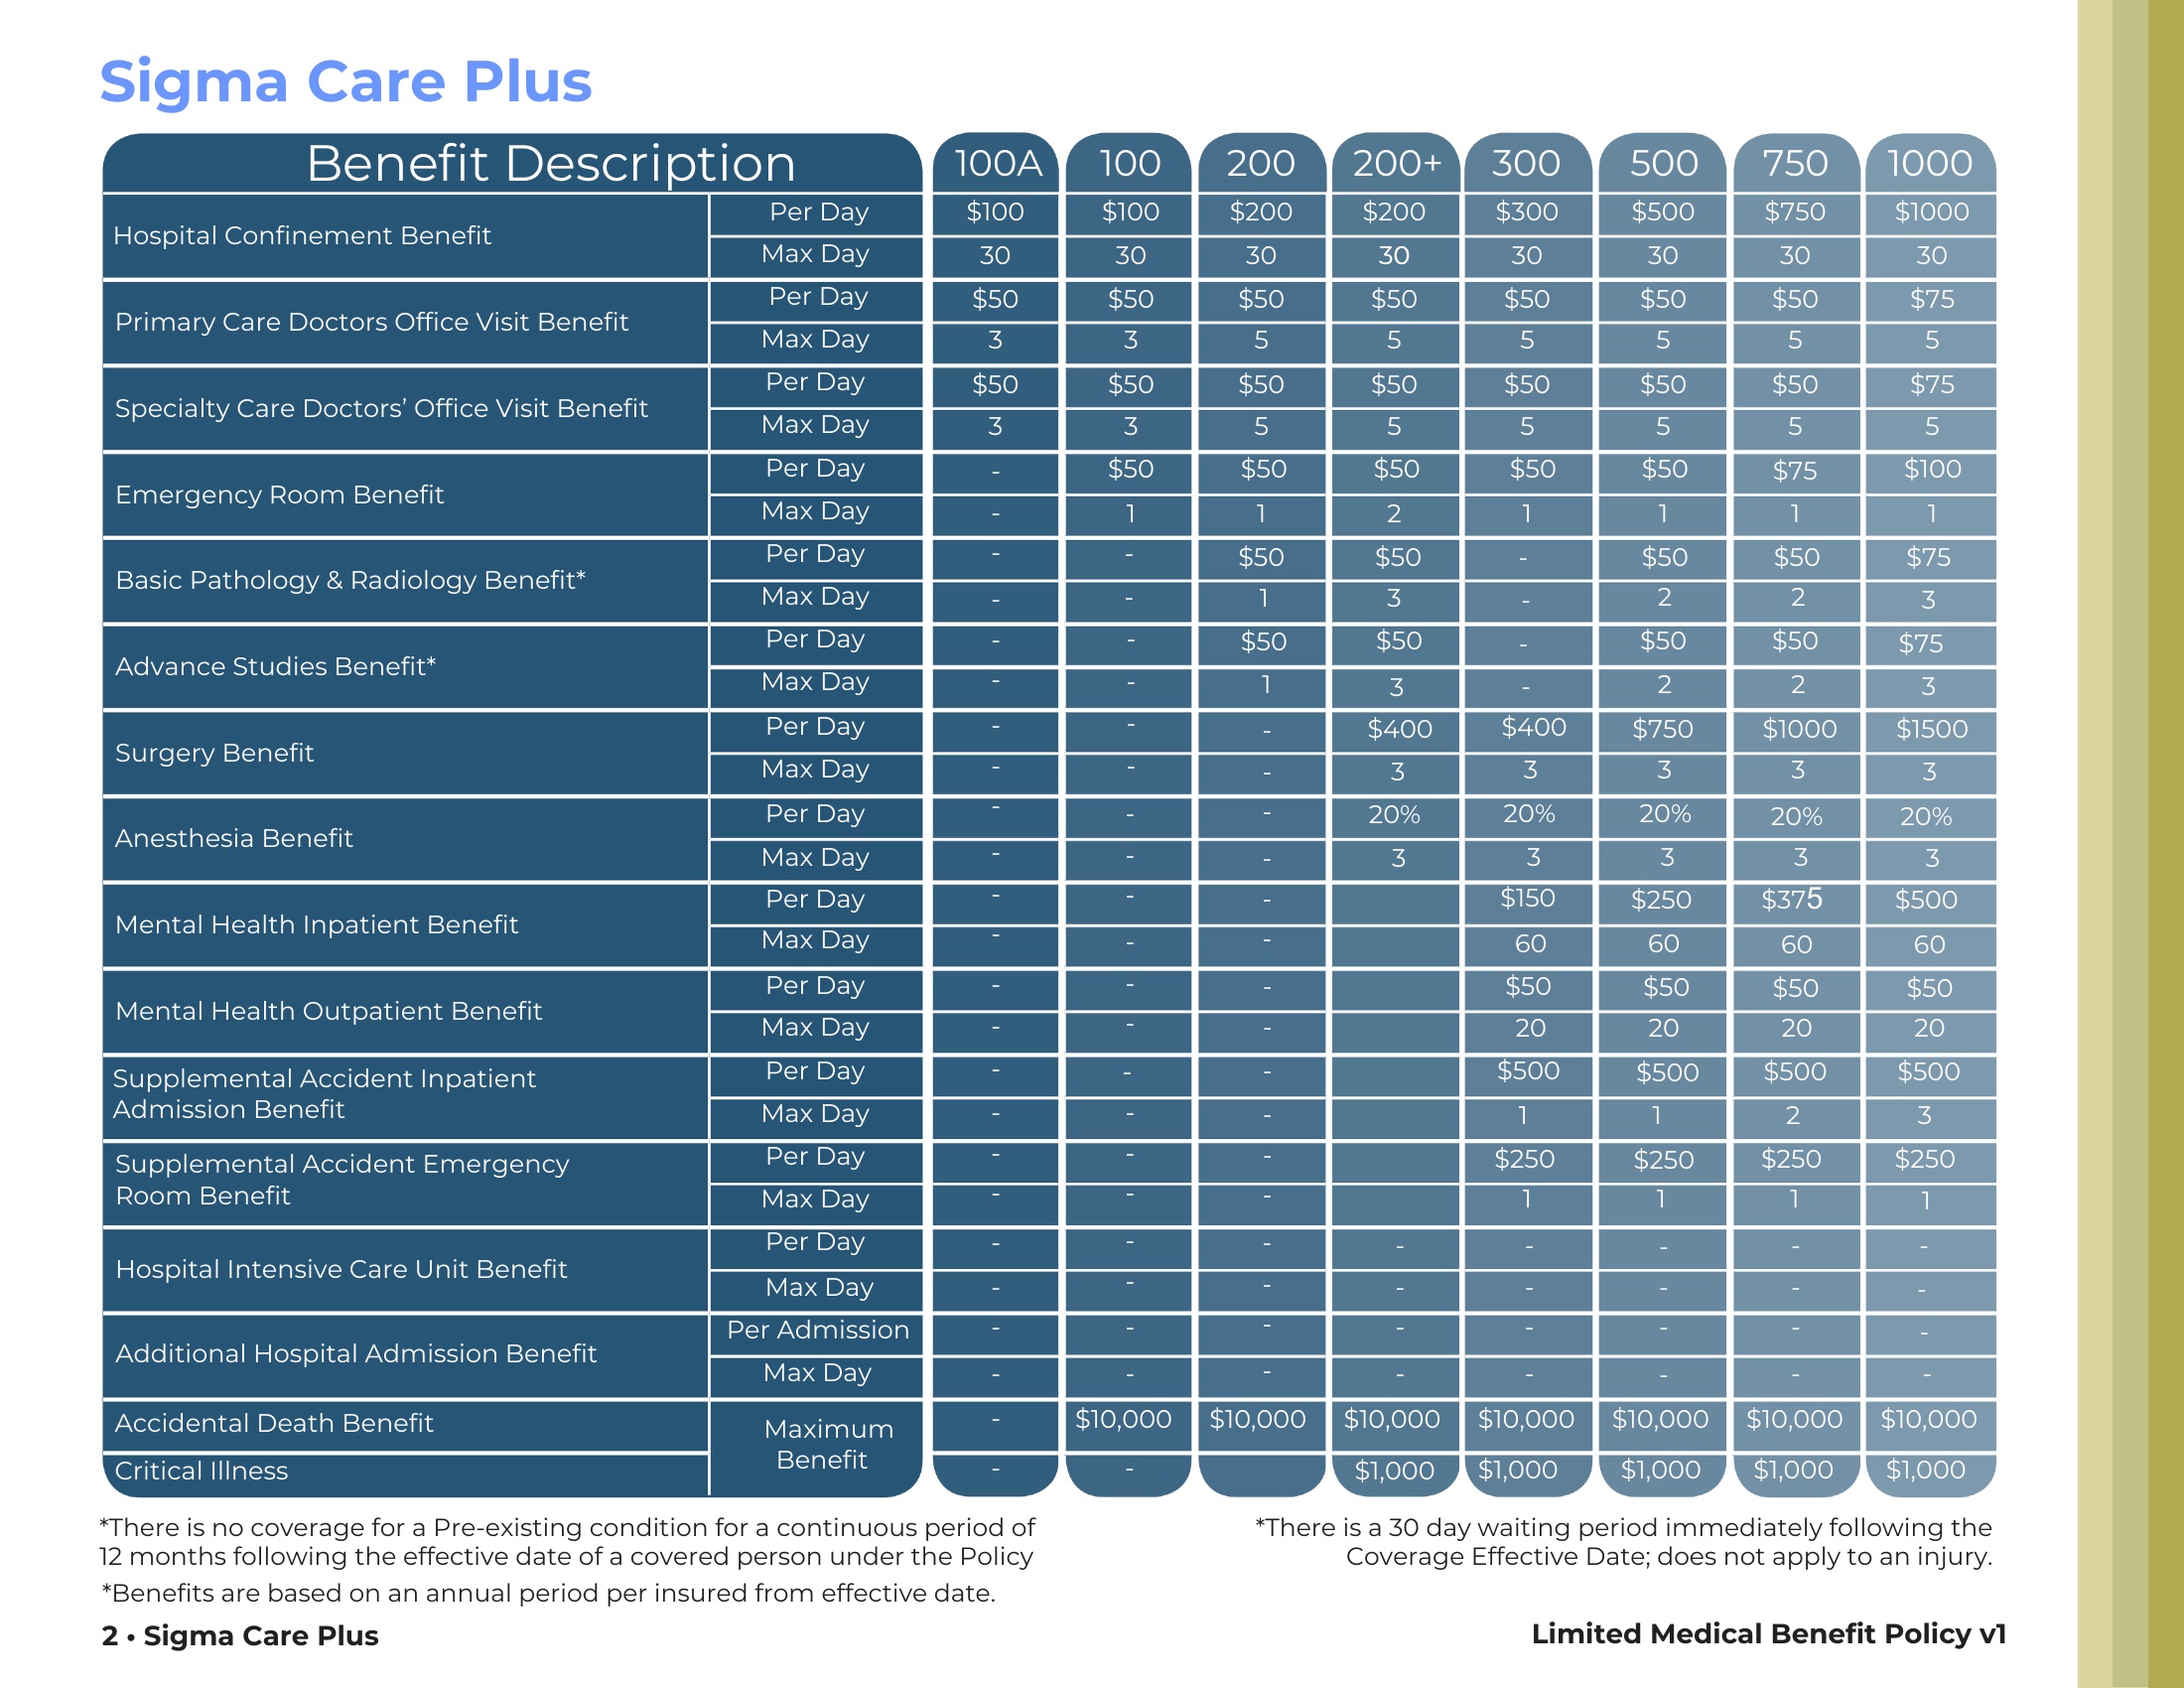 Sigma Care Plus
Benefit Description 100A 100 200 200+ 300 500 750 1000
Hospital Confinement Benefit
Per Day $100 $100 $200 $200 $300 $500 $750 $1000
Max Day 30 30 30 30 30 30 30 30
Primary Care Doctors Office Visit Benefit
Per Day $50 $50 $50 $50 $50 $50 $50 $75
Max Day 3 3 5 5 5 5 5 5
Specialty Care Doctors’ Office Visit Benefit
Per Day $50 $50 $50 $50 $50 $50 $50 $75
Max Day 3 3 5 5 5 5 5 5
Emergency Room Benefit
Per Day - $50 $50 $50 $50 $50 $75 $100
Max Day - 1 1 2 1 1 1 1
Basic Pathology & Radiology Benefit*
Per Day - - $50 $50 - $50 $50 $75
Max Day - - 1 3 - 2 2 3
Advance Studies Benefit*
Per Day - - $50 $50 - $50 $50 $75
Max Day - - 1 3 - 2 2 3
Surgery Benefit
Per Day - - - $400 $400 $750 $1000 $1500
Max Day - - - 3 3 3 3 3
Anesthesia Benefit
Per Day - - - 20% 20% 20% 20% 20%
Max Day - - - 3 3 3 3 3
Mental Health Inpatient Benefit
Per Day - - - $150 $250 $375 $500
Max Day - - - 60 60 60 60
Mental Health Outpatient Benefit
Per Day - - - $50 $50 $50 $50
Max Day - - - 20 20 20 20
Supplemental Accident Inpatient
Admission Benefit
Per Day - - - $500 $500 $500 $500
Max Day - - - 1 1 2 3
Supplemental Accident Emergency
Room Benefit
Per Day - - - $250 $250 $250 $250
Max Day - - - 1 1 1 1
Hospital Intensive Care Unit Benefit
Per Day - - - - - - - -
Max Day - - - - - - - -
Additional Hospital Admission Benefit
Per Admission - - - - - - - -
Max Day - - - - - - - -
Maximum
Benefit
Accidental Death Benefit - $10,000 $10,000 $10,000 $10,000 $10,000 $10,000 $10,000
Critical Illness - - $1,000 $1,000 $1,000 $1,000 $1,000
*There is no coverage for a Pre-existing condition for a continuous period of
12 months following the effective date of a covered person under the Policy
*Benefits are based on an annual period per insured from effective date.
*There is a 30 day waiting period immediately following the
Coverage Effective Date; does not apply to an injury.
2 • Sigma Care Plus
Limited Medical Benefit Policy v1